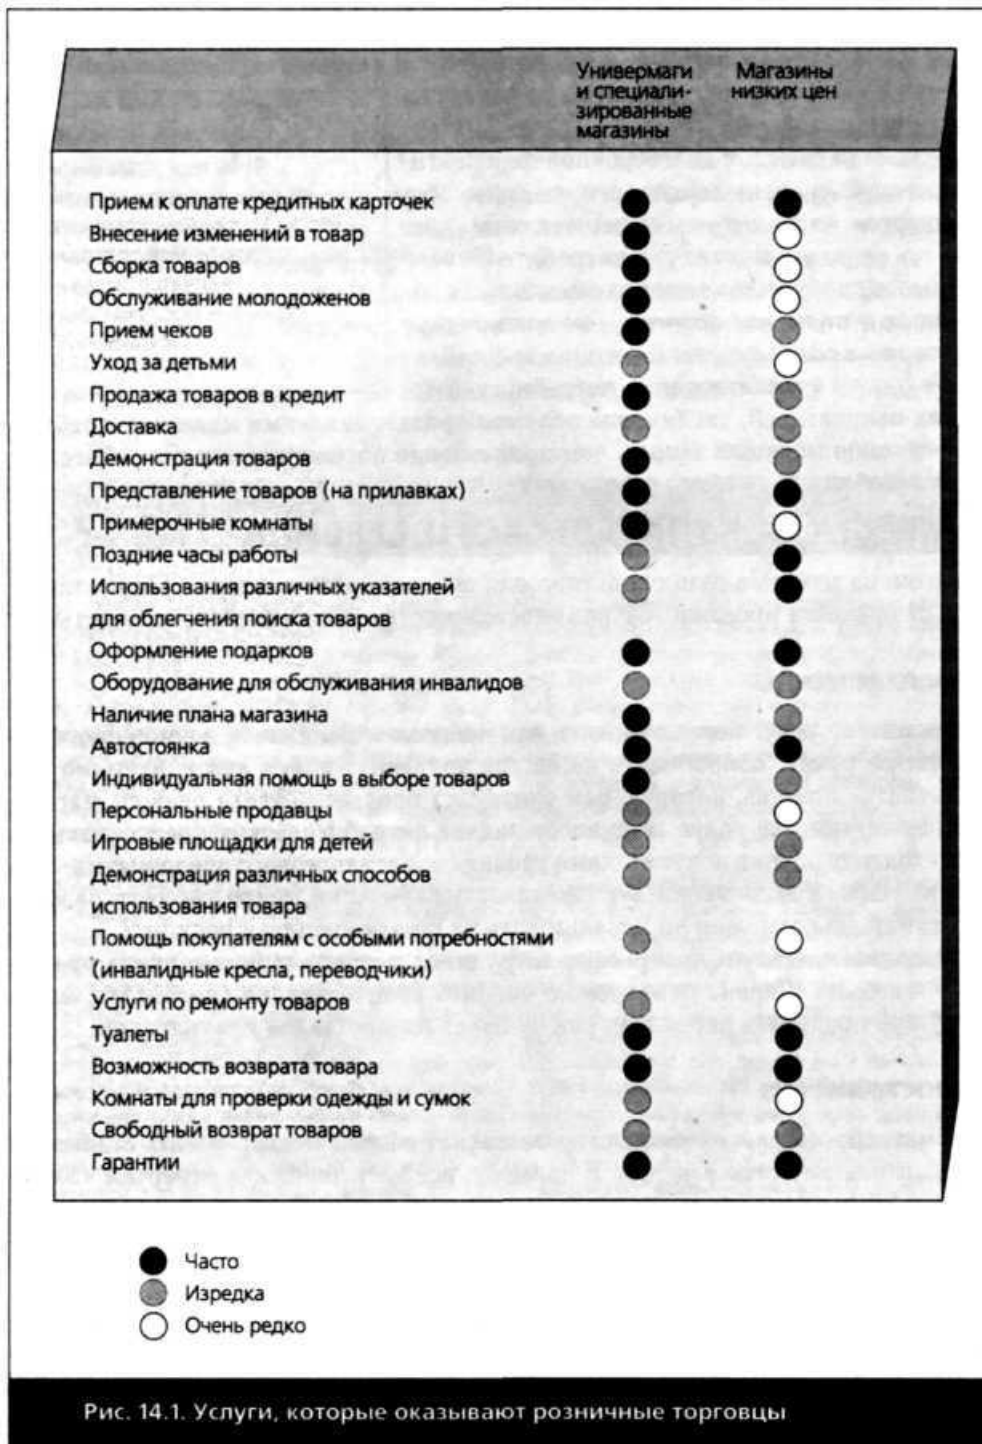 Универмаги
и специали-
зированные
магазины
Магазины
низких цен
Прием к оплате кредитных карточек
Внесение изменений в товар
Сборка товаров
Обслуживание молодоженов
Прием чеков
Уход за детьми
Продажа товаров в кредит
Доставка
Демонстрация товаров
Представление товаров (на прилавках)
Примерочные комнаты
Поздние часы работы
Использования различных указателей
для облегчения поиска товаров
Оформление подарков
Оборудование для обслуживания инвалидов
Наличие плана магазина
Автостоянка
Индивидуальная помощь в выборе товаров
Персональные продавцы
Игровые площадки для детей
Демонстрация различных способов
использования товара
Помощь покупателям с особыми потребностями
(инвалидные кресла, переводчики)
Услуги по ремонту товаров
Туалеты
Возможность возврата товара
Комнаты для проверки одежды и сумок
Свободный возврат товаров
Гарантии
Часто
Изредка
Очень редко
Рис. 14.1. Услуги, которые оказывают розничные торговцы